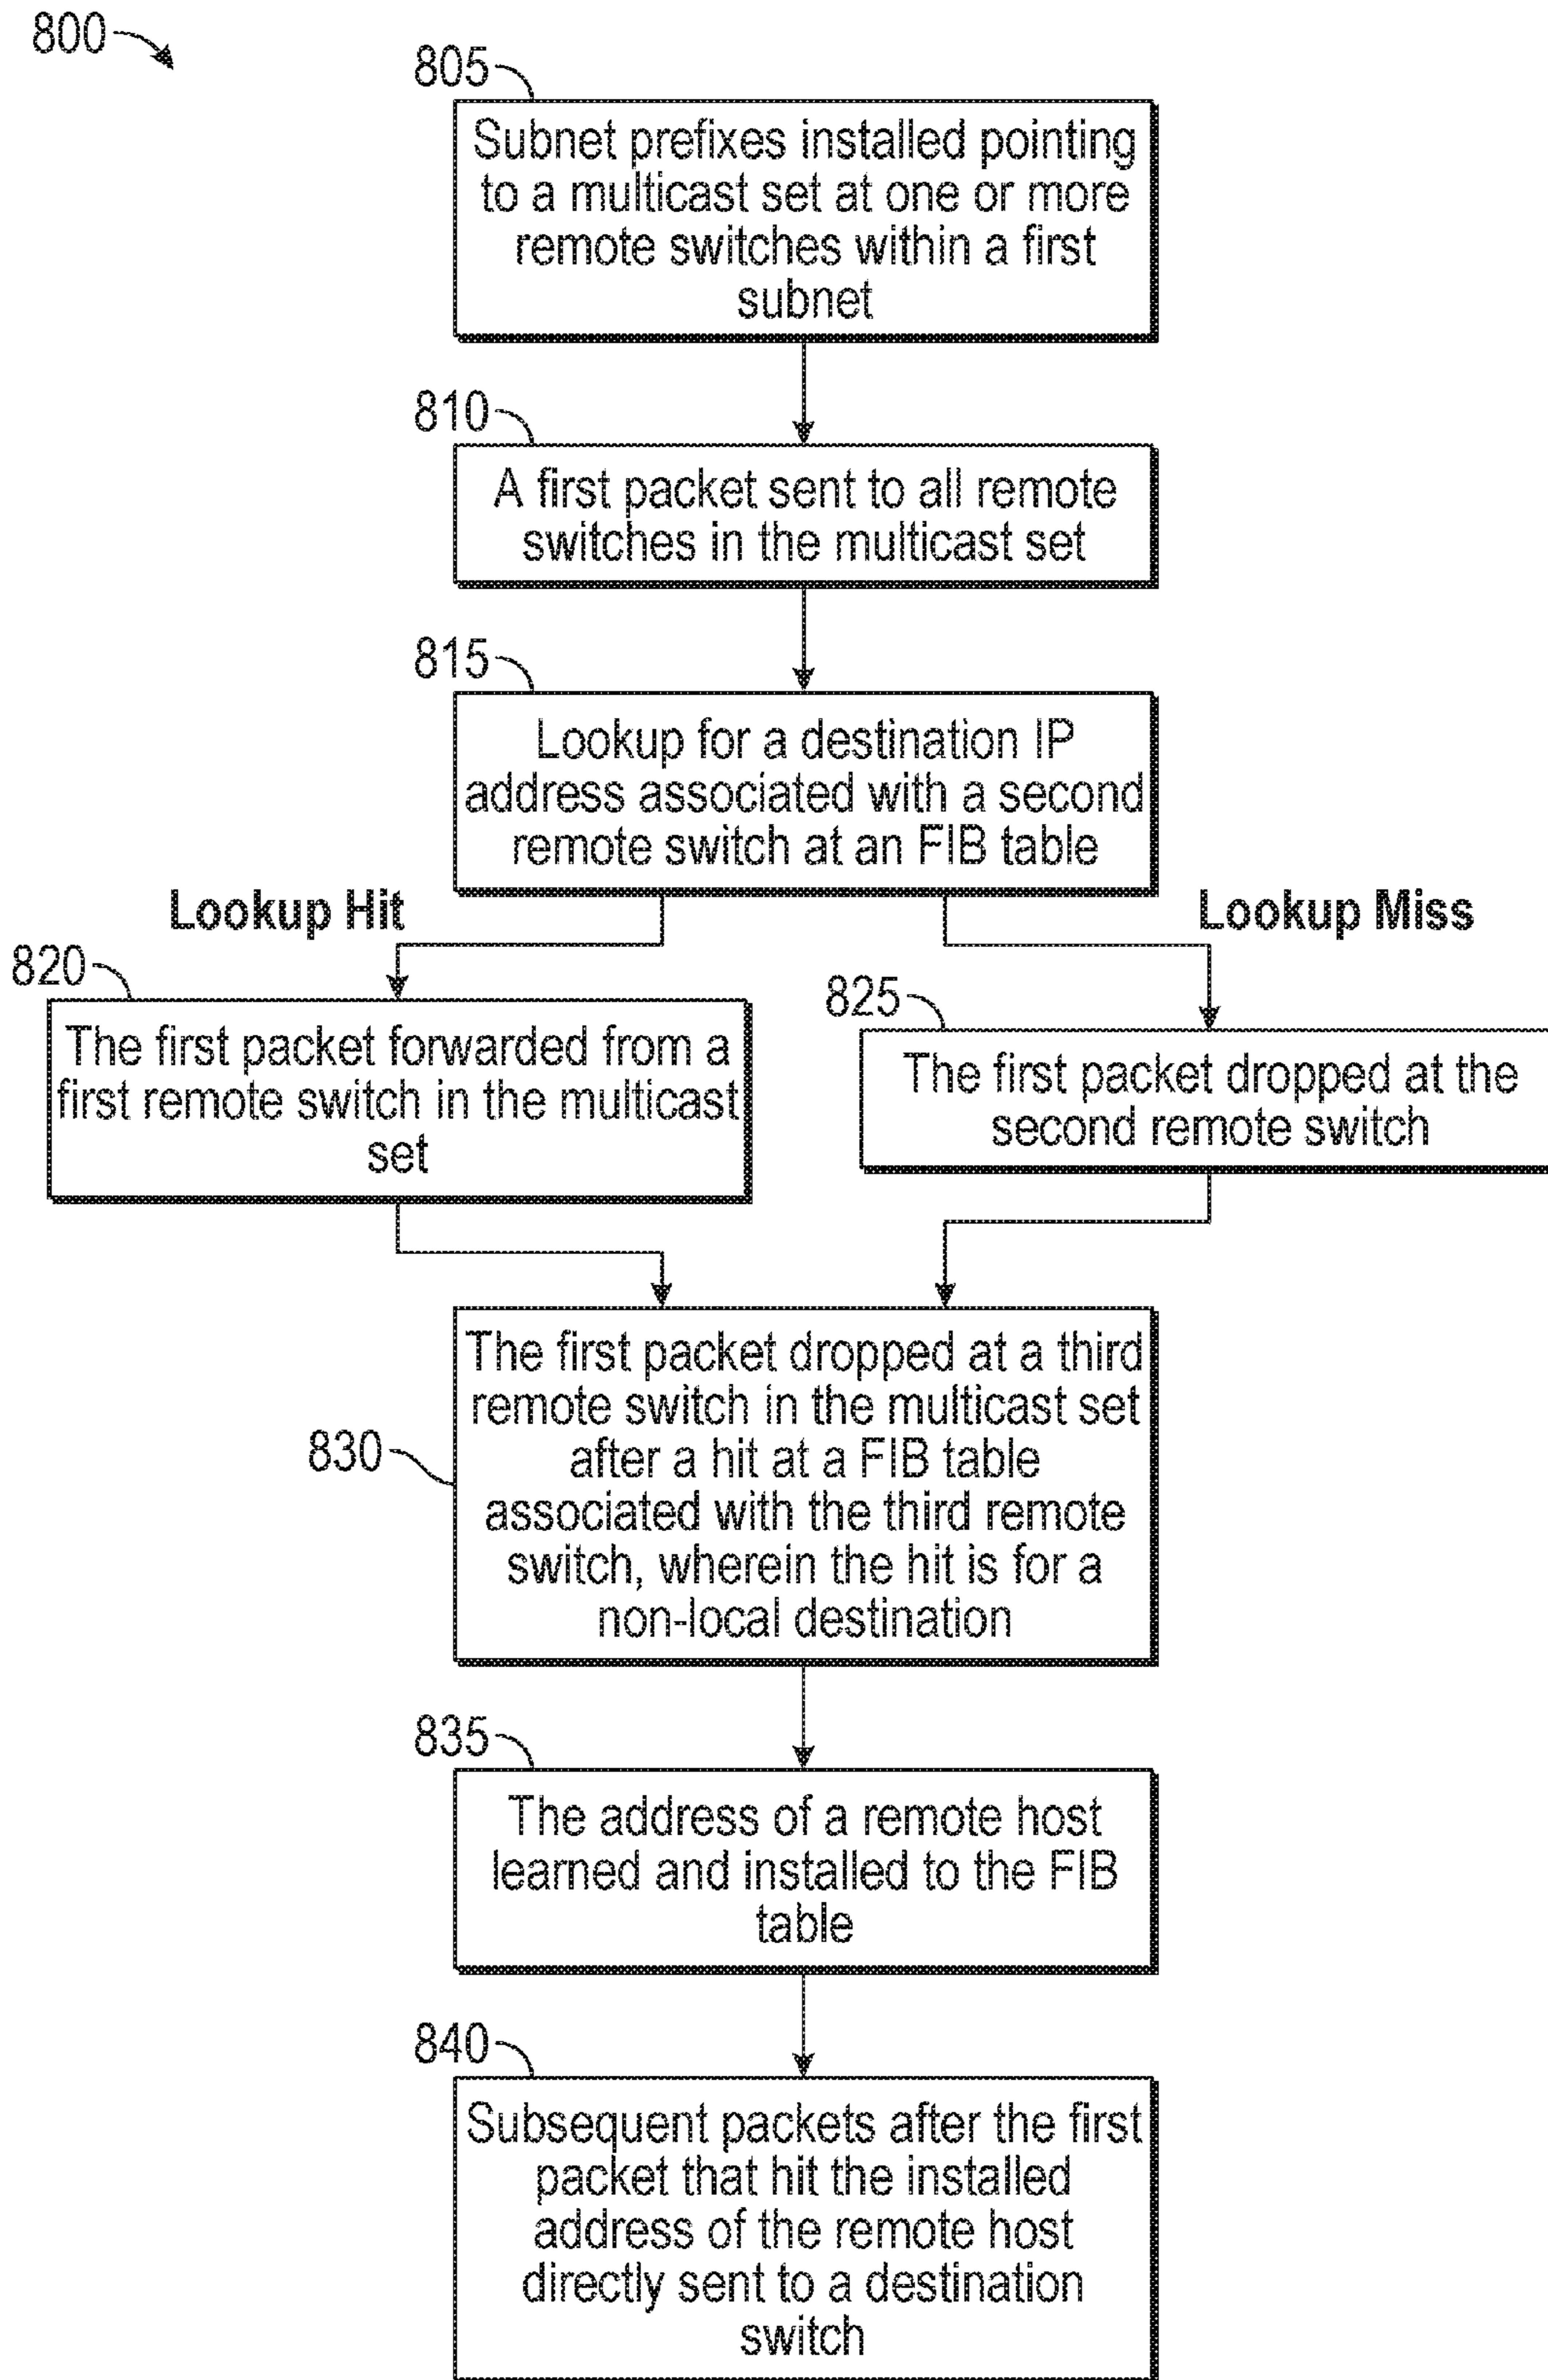 800
805
Subnet prefixes installed pointing
to a multicast set at one or more
remote switches within a first
subnet
810
A first packet sent to all remote
switches in the multicast set
815
Lookup for a destination IP
address associated with a second
remote switch at an FIB table
Lookup Hit
Lookup Miss
820
The first packet forwarded from a
first remote switch in the multicast
set
825
The first packet dropped at the
second remote switch
830
The first packet dropped at a third
remote switch in the multicast set
after a hit at a FIB table
associated with the third remote
switch, wherein the hit is for a
non-local destination
835
The address of a remote host
learned and installed to the FIB
table
840
Subsequent packets after the first
packet that hit the installed
address of the remote host
directly sent to a destination
switch